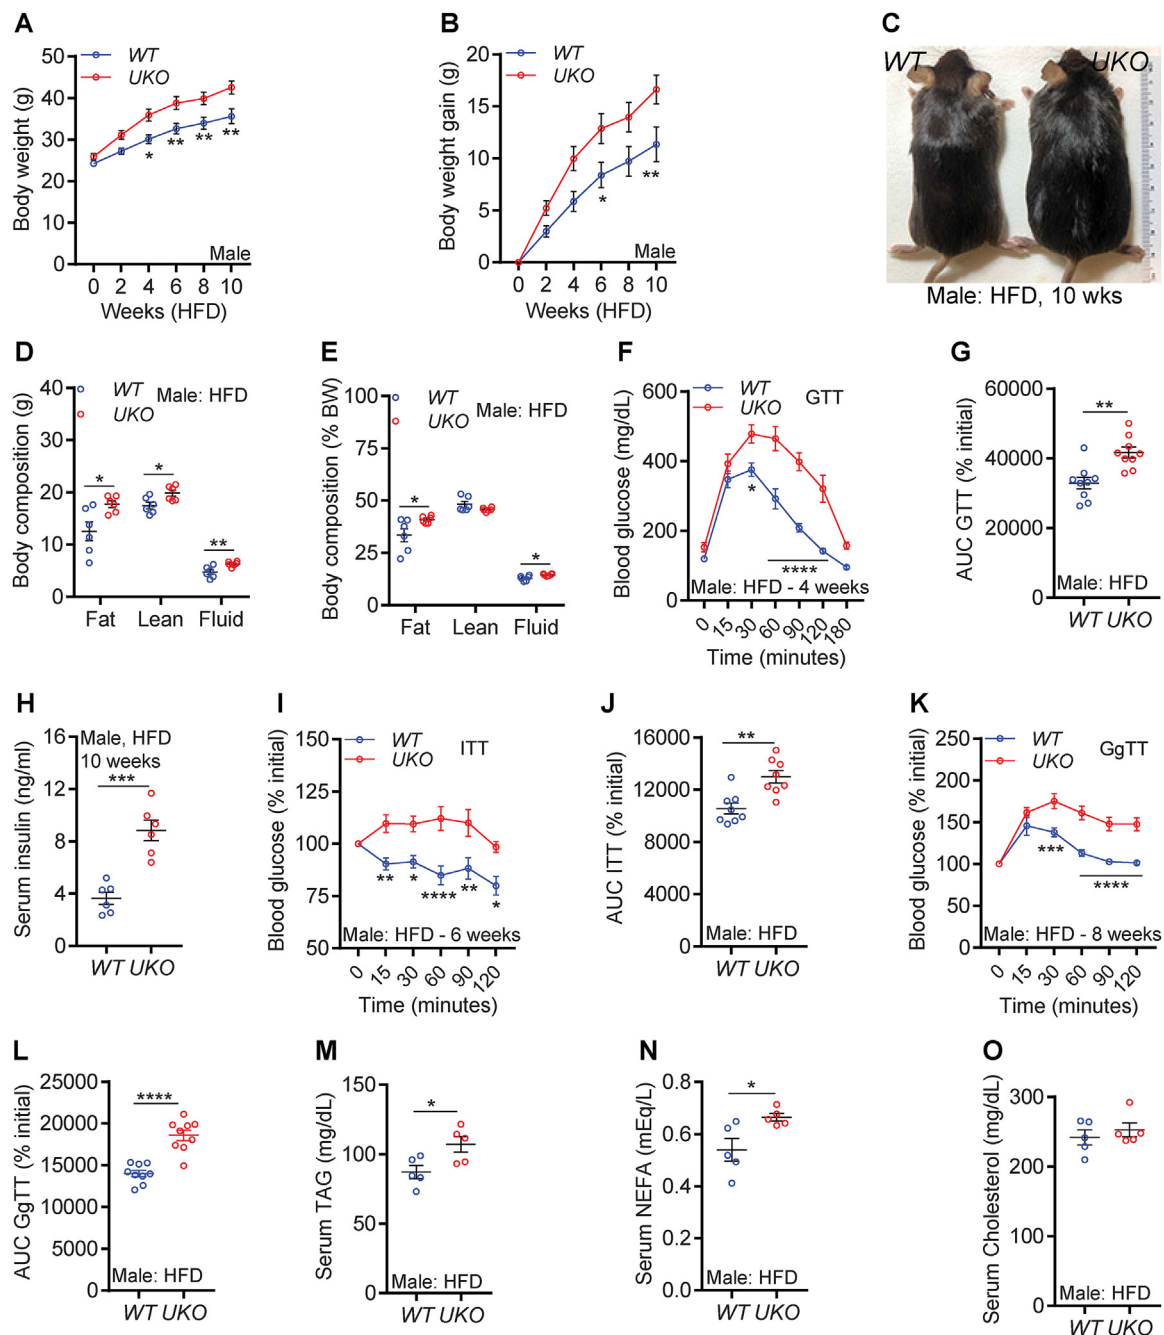 A
Body weight (g)
50
40
30
20
10
0
WT
UKO
*
**
**
**
Male
0 2 4 6 8 10
Weeks (HFD)
B
Body weight gain (g)
20
15
10
5
0
WT
UKO
*
**
Male
0 2 4 6 8 10
Weeks (HFD)
C
WT
UKO
Male: HFD, 10 wks
D
Body composition (g)
40
30
20
10
0
WT
UKO
Male: HFD
*
*
**
Fat Lean Fluid
E
Body composition (% BW)
100
75
50
25
0
WT
UKO
Male: HFD
*
*
Fat Lean Fluid
F
Blood glucose (mg/dL)
600
400
200
0
WT
UKO
GTT
*
****
Male: HFD - 4 weeks
0 15 30 60 90 120 180
Time (minutes)
G
AUC GTT (% initial)
60000
40000
20000
0
**
Male: HFD
WT UKO
H
Serum insulin (ng/ml)
16
12
8
4
0
Male, HFD
10 weeks
***
WT UKO
I
Blood glucose (% initial)
150
125
100
75
50
WT
UKO
ITT
**
*
****
**
*
Male: HFD - 6 weeks
0 15 30 60 90 120
Time (minutes)
J
AUC ITT (% initial)
16000
12000
8000
4000
0
**
Male: HFD
WT UKO
K
Blood glucose (% initial)
250
200
150
100
50
0
WT
UKO
GgTT
***
****
Male: HFD - 8 weeks
0 15 30 60 90 120
Time (minutes)
L
AUC GgTT (% initial)
25000
20000
15000
10000
5000
0
****
Male: HFD
WT UKO
M
Serum TAG (mg/dL)
150
100
50
0
*
Male: HFD
WT UKO
N
Serum NEFA (mEq/L)
0.8
0.6
0.4
0.2
0.0
*
Male: HFD
WT UKO
O
Serum Cholesterol (mg/dL)
300
200
100
0
Male: HFD
WT UKO